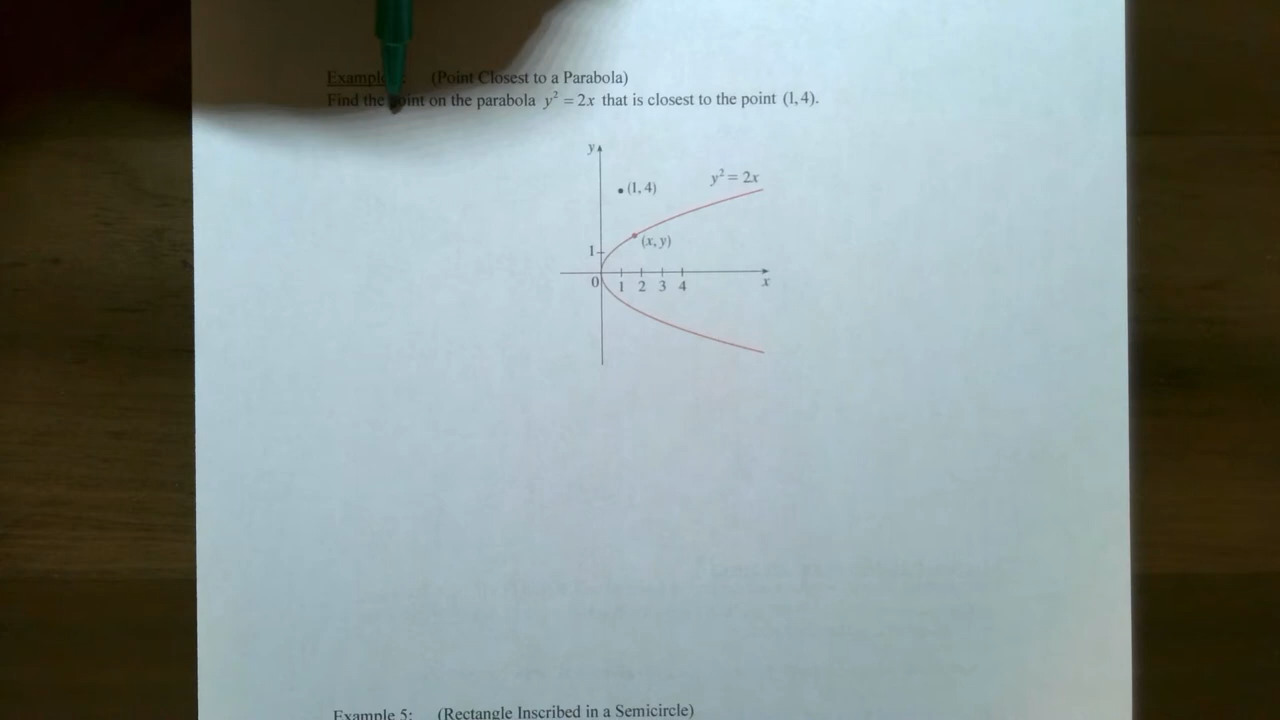 Example : (Point Closest to a Parabola)
Find the point on the parabola y² = 2x that is closest to the point (1,4).
y
(1, 4)
y² = 2x
(x, y)
1
0 1 2 3 4 x
Example 5: (Rectangle Inscribed in a Semicircle)